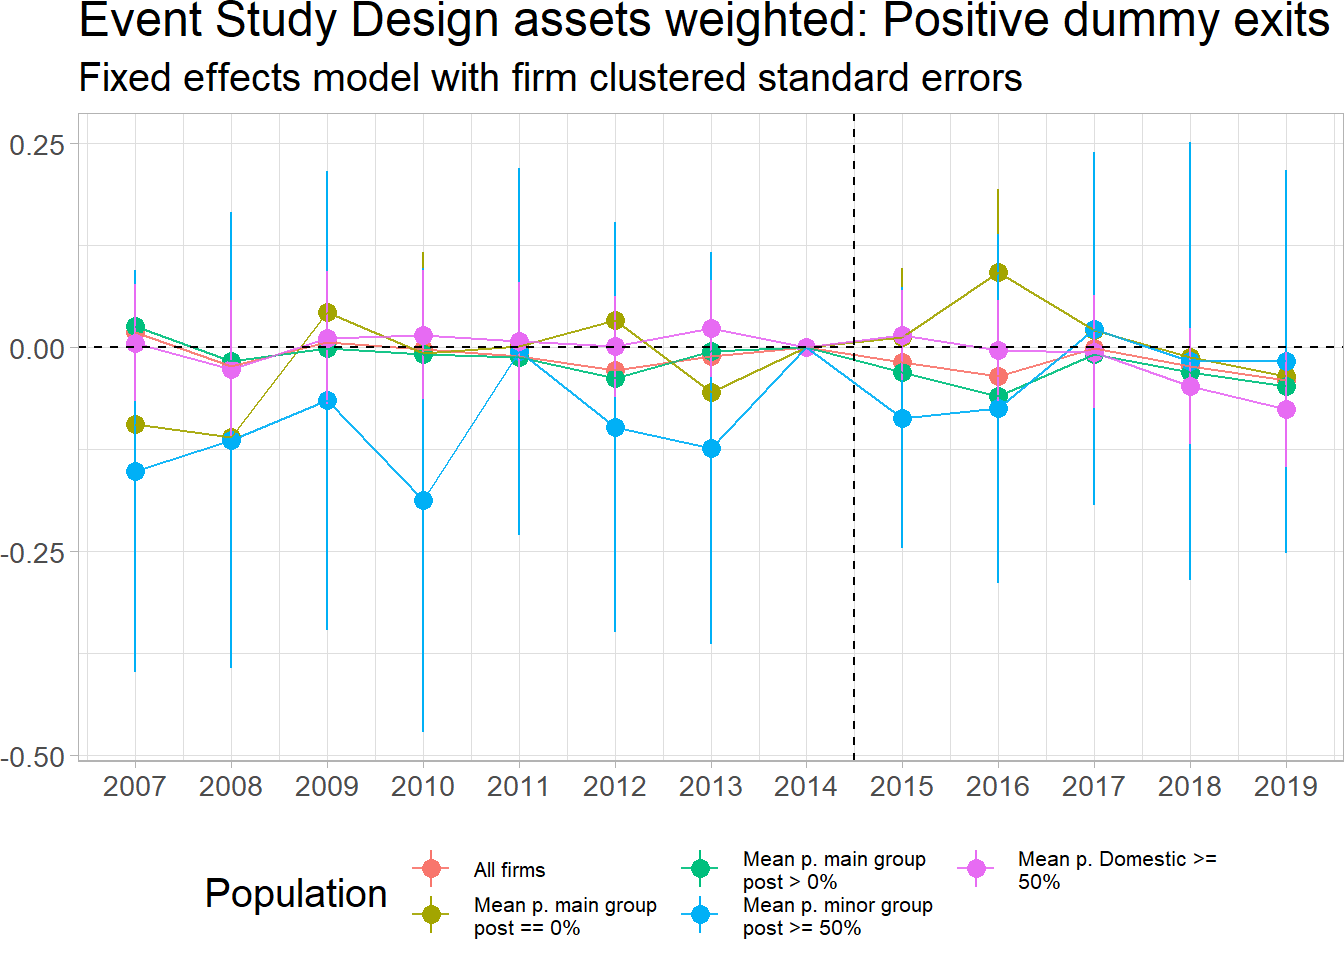 Event Study Design assets weighted: Positive dummy exits
Fixed effects model with firm clustered standard errors
0.25
0.00
-0.25
-0.50
2007 2008 2009 2010 2011 2012 2013 2014 2015 2016 2017 2018 2019
Population
All firms
Mean p. main group
post == 0%
Mean p. main group
post > 0%
Mean p. minor group
post >= 50%
Mean p. Domestic >=
50%